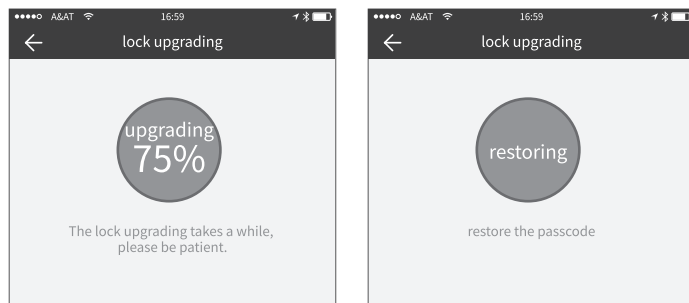 A&AT 16:59
lock upgrading
upgrading
75%
The lock upgrading takes a while,
please be patient.
A&AT 16:59
lock upgrading
restoring
restore the passcode